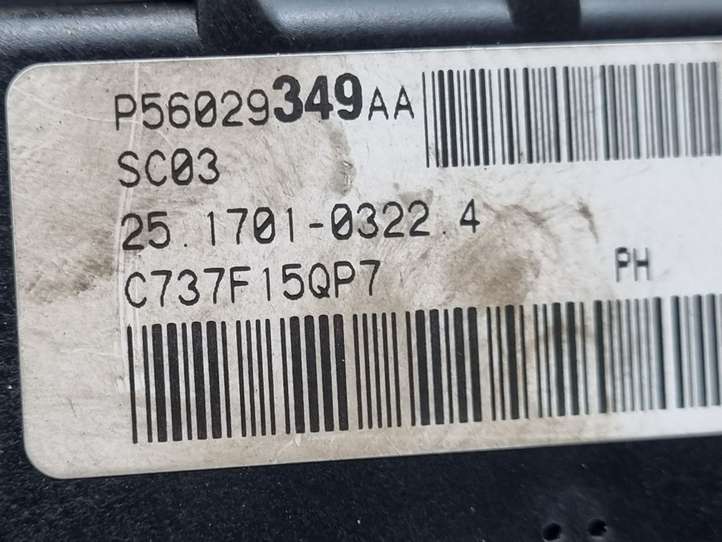 P56029349AA
SC03
25.1701-0322.4
C737F15QP7
PH